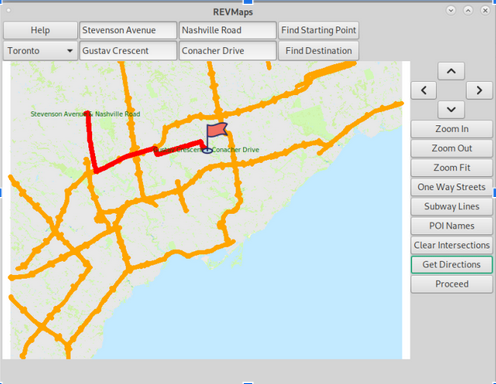 REVMaps
Help Stevenson Avenue Nashville Road Find Starting Point
Toronto Gustav Crescent Conacher Drive Find Destination
Stevenson Avenue & Nashville Road
Gustav Crescent & Conacher Drive
Zoom In
Zoom Out
Zoom Fit
One Way Streets
Subway Lines
POI Names
Clear Intersections
Get Directions
Proceed